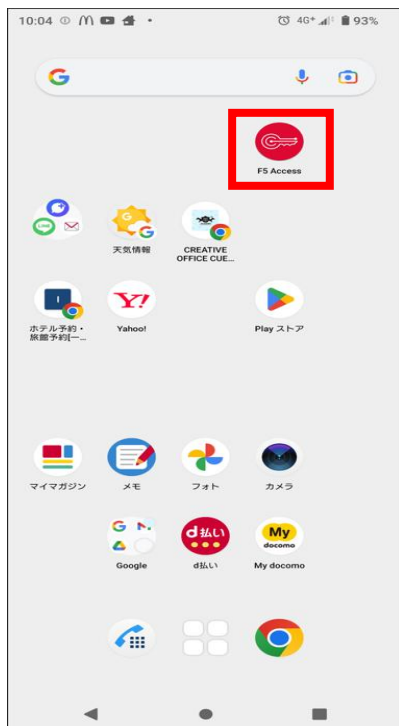 10:04
4G+
93%
G
F5 Access
LINE
天気情報
CREATIVE
OFFICE CUE...
ホテル予約・
旅館予約[一...
Y!
Yahoo!
Play ストア
マイマガジン
メモ
フォト
カメラ
Google
d払い
d払い
My
docomo
My docomo